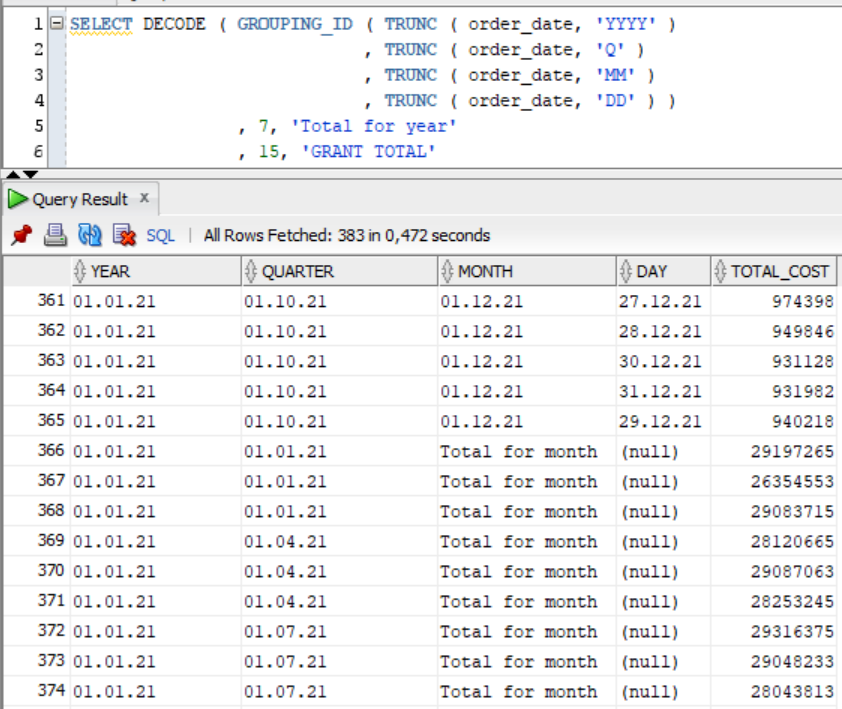 1 SELECT DECODE ( GROUPING_ID ( TRUNC ( order_date, 'YYYY' )
2 , TRUNC ( order_date, 'Q' )
3 , TRUNC ( order_date, 'MM' )
4 , TRUNC ( order_date, 'DD' ) )
5 , 7, 'Total for year'
6 , 15, 'GRANT TOTAL'
Query Result x
SQL | All Rows Fetched: 383 in 0,472 seconds
YEAR QUARTER MONTH DAY TOTAL_COST
361 01.01.21 01.10.21 01.12.21 27.12.21 974398
362 01.01.21 01.10.21 01.12.21 28.12.21 949846
363 01.01.21 01.10.21 01.12.21 30.12.21 931128
364 01.01.21 01.10.21 01.12.21 31.12.21 931982
365 01.01.21 01.10.21 01.12.21 29.12.21 940218
366 01.01.21 01.01.21 Total for month (null) 29197265
367 01.01.21 01.01.21 Total for month (null) 26354553
368 01.01.21 01.01.21 Total for month (null) 29083715
369 01.01.21 01.04.21 Total for month (null) 28120665
370 01.01.21 01.04.21 Total for month (null) 29087063
371 01.01.21 01.04.21 Total for month (null) 28253245
372 01.01.21 01.07.21 Total for month (null) 29316375
373 01.01.21 01.07.21 Total for month (null) 29048233
374 01.01.21 01.07.21 Total for month (null) 28043813